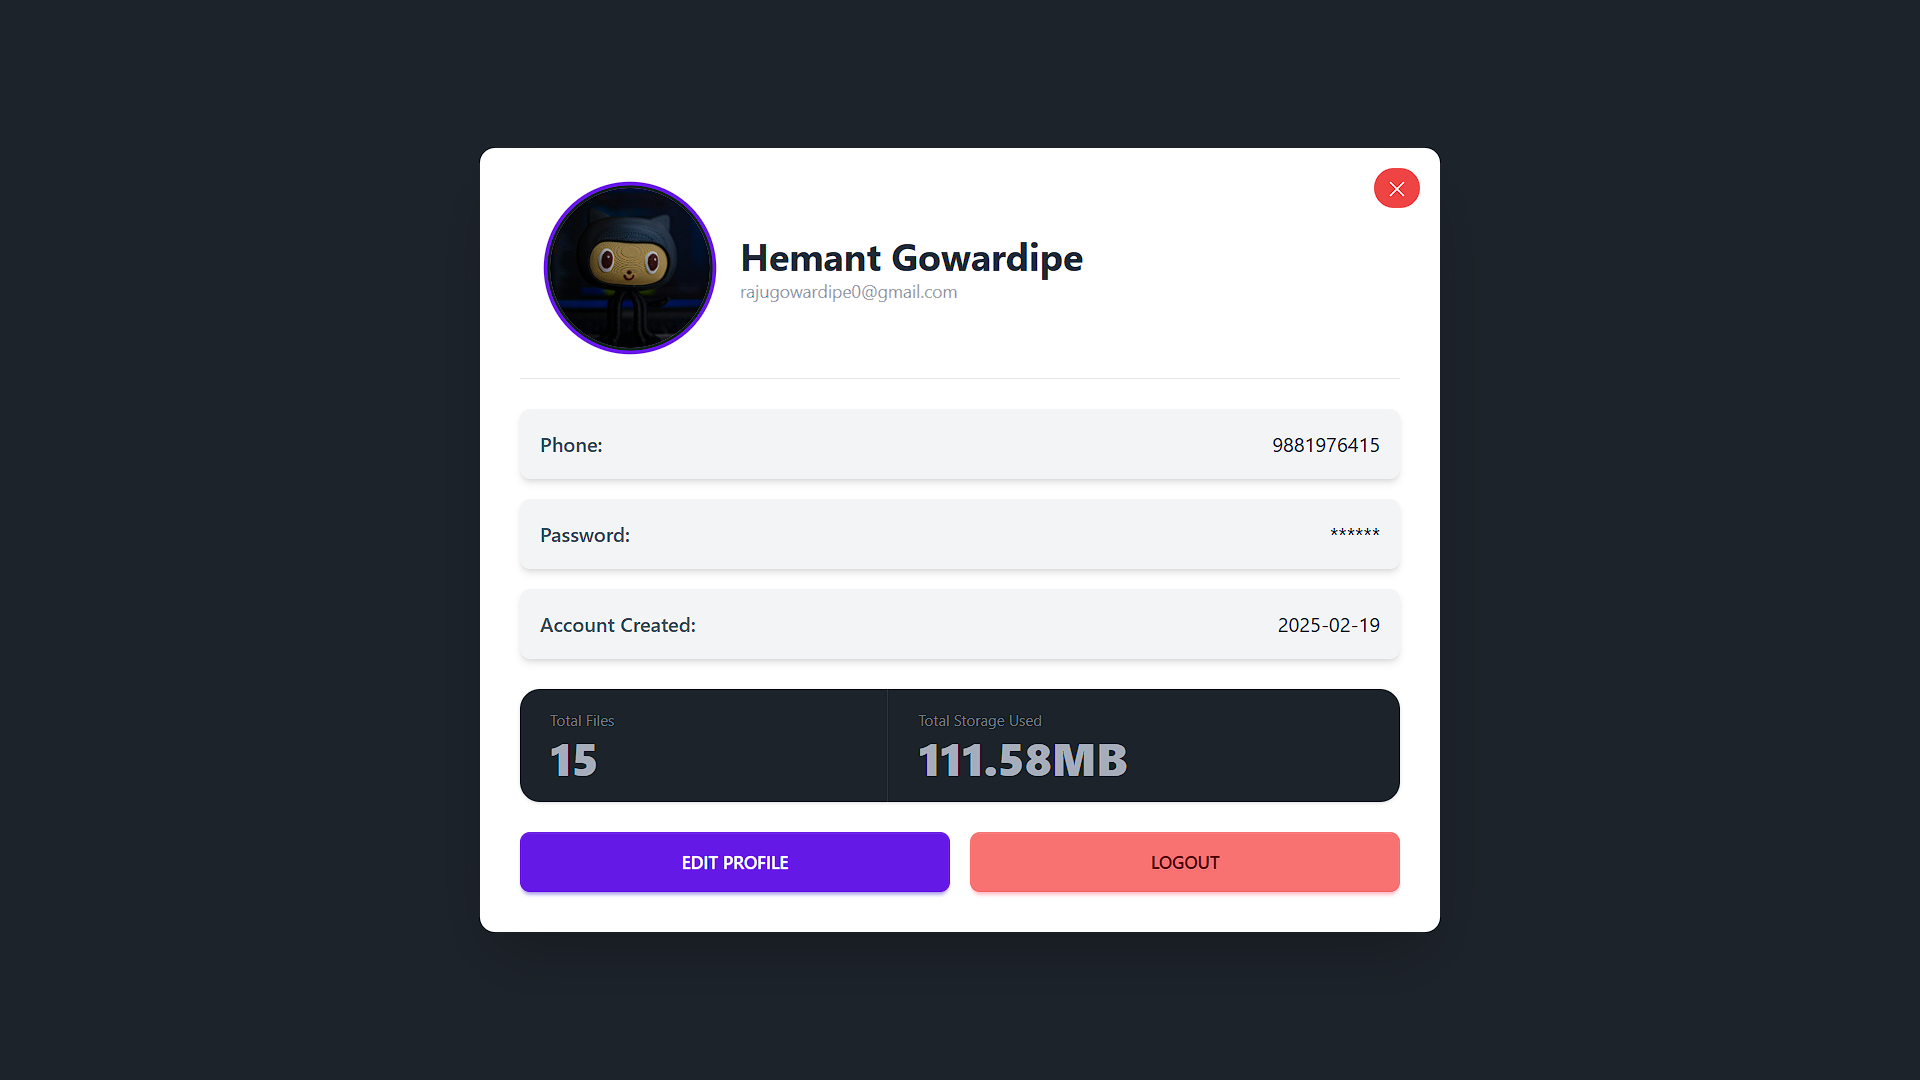 Hemant Gowardipe
rajugowardipe0@gmail.com
Phone: 9881976415
Password: ******
Account Created: 2025-02-19
Total Files
15
Total Storage Used
111.58MB
EDIT PROFILE
LOGOUT